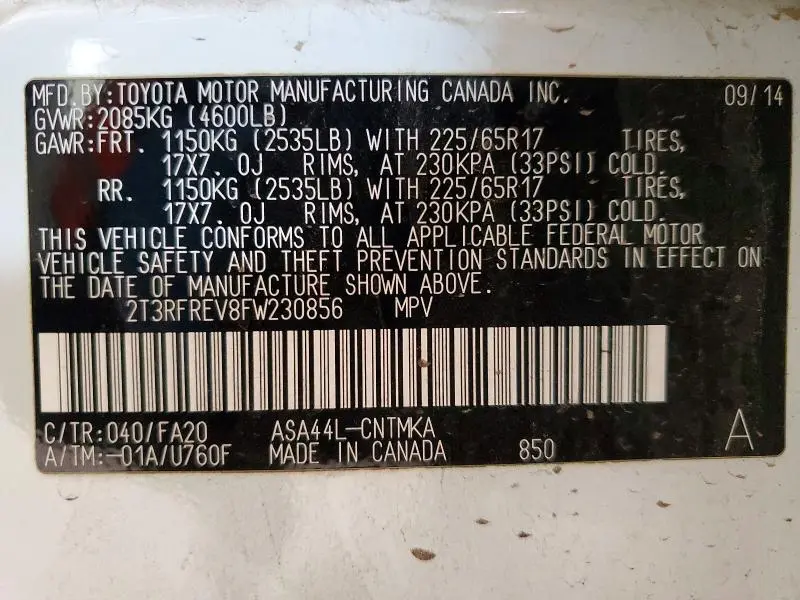 MFD.BY:TOYOTA MOTOR MANUFACTURING CANADA INC. 09/14
GVWR:2085KG (4600LB)
GAWR:FRT. 1150KG (2535LB) WITH 225/65R17 TIRES,
17X7.0J RIMS, AT 230KPA (33PSI) COLD.
RR. 1150KG (2535LB) WITH 225/65R17 TIRES,
17X7.0J RIMS, AT 230KPA (33PSI) COLD.
THIS VEHICLE CONFORMS TO ALL APPLICABLE FEDERAL MOTOR
VEHICLE SAFETY AND THEFT PREVENTION STANDARDS IN EFFECT ON
THE DATE OF MANUFACTURE SHOWN ABOVE.
2T3RFREV8FW230856 MPV
C/TR:040/FA20 ASA44L-CNTMKA
A/TM:-01A/U760F MADE IN CANADA 850 A